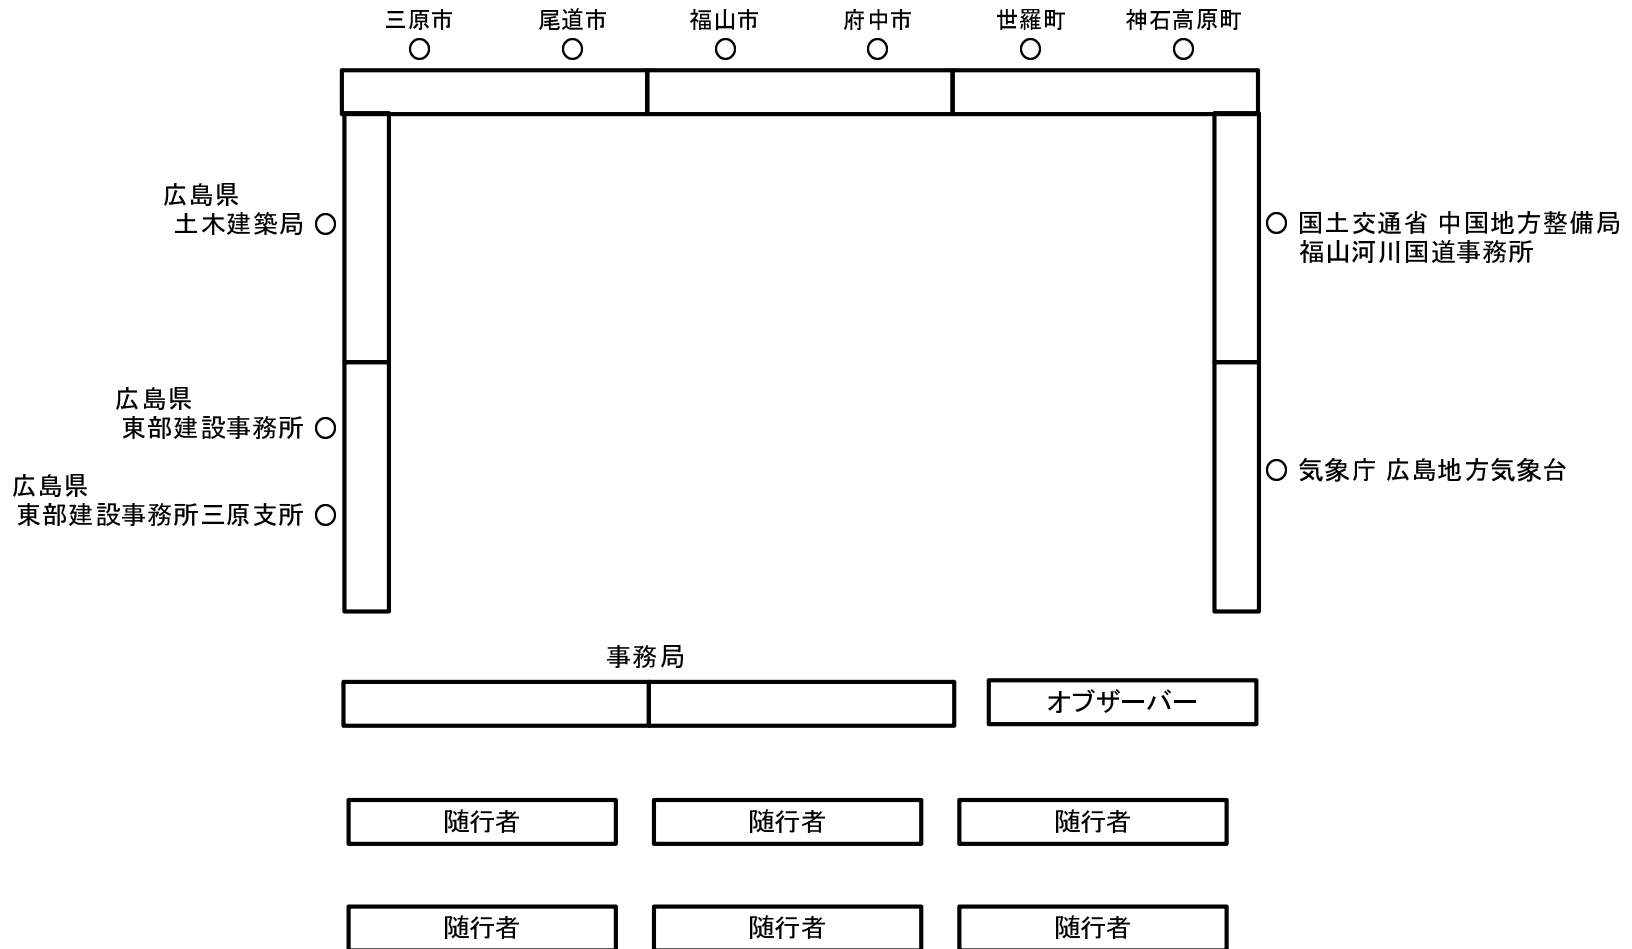 三原市
尾道市
福山市
府中市
世羅町
神石高原町
広島県
土木建築局
国土交通省 中国地方整備局
福山河川国道事務所
広島県
東部建設事務所
広島県
東部建設事務所三原支所
気象庁 広島地方気象台
事務局
オブザーバー
随行者
随行者
随行者
随行者
随行者
随行者